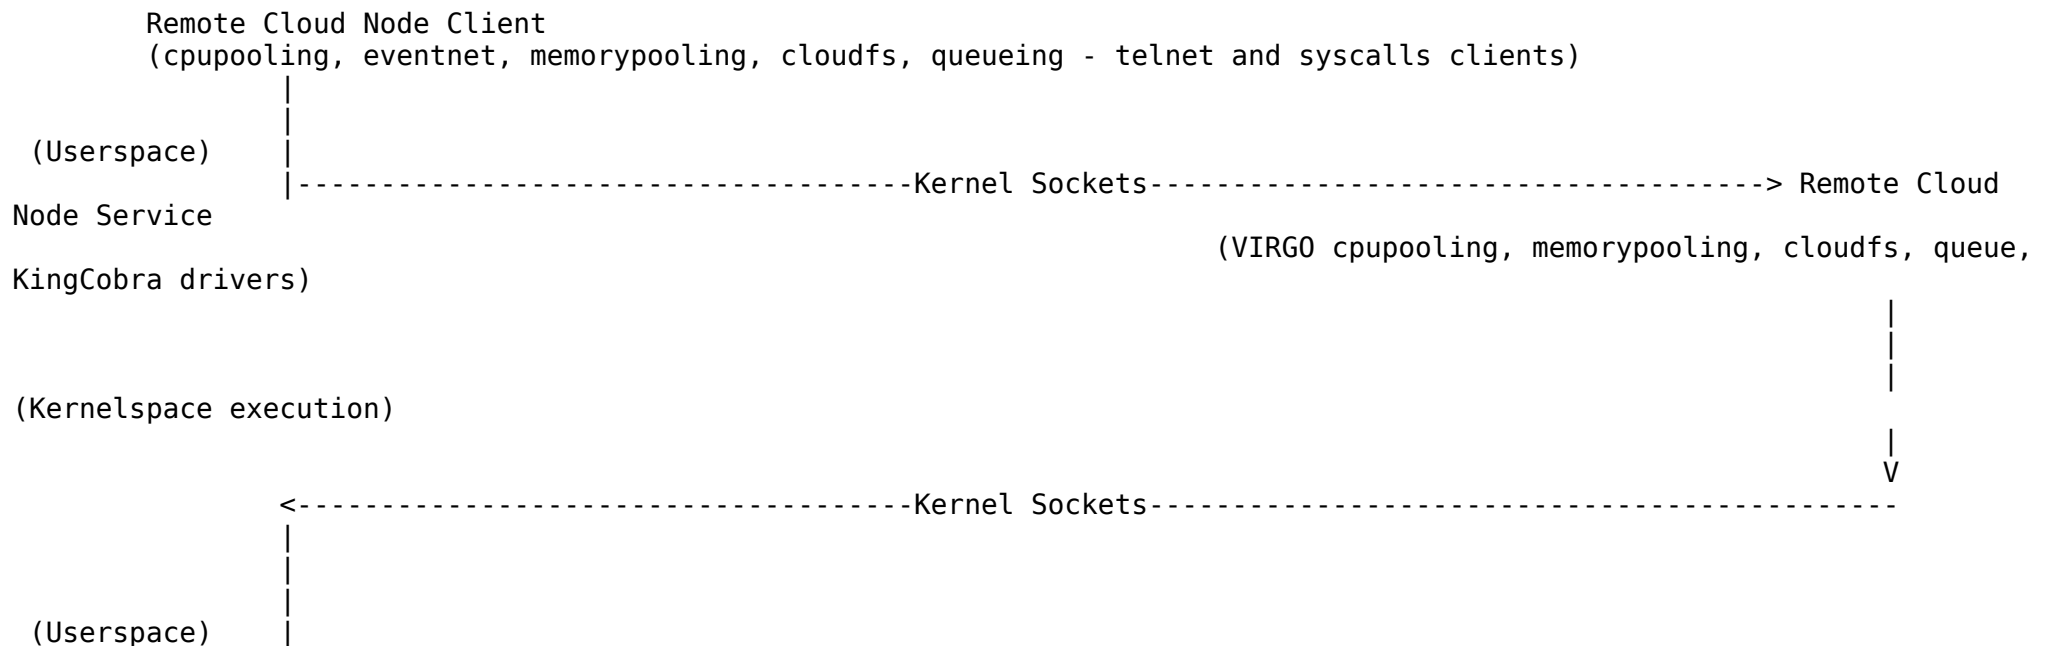 Remote Cloud Node Client
(cpupooling, eventnet, memorypooling, cloudfs, queueing - telnet and syscalls clients)
|
|
(Userspace) |
|-------------------------------------Kernel Sockets-------------------------------------> Remote Cloud
Node Service
(VIRGO cpupooling, memorypooling, cloudfs, queue,
KingCobra drivers)
|
|
|
(Kernelspace execution)
|
V
<-------------------------------------Kernel Sockets---------------------------------------------
|
|
|
(Userspace) |